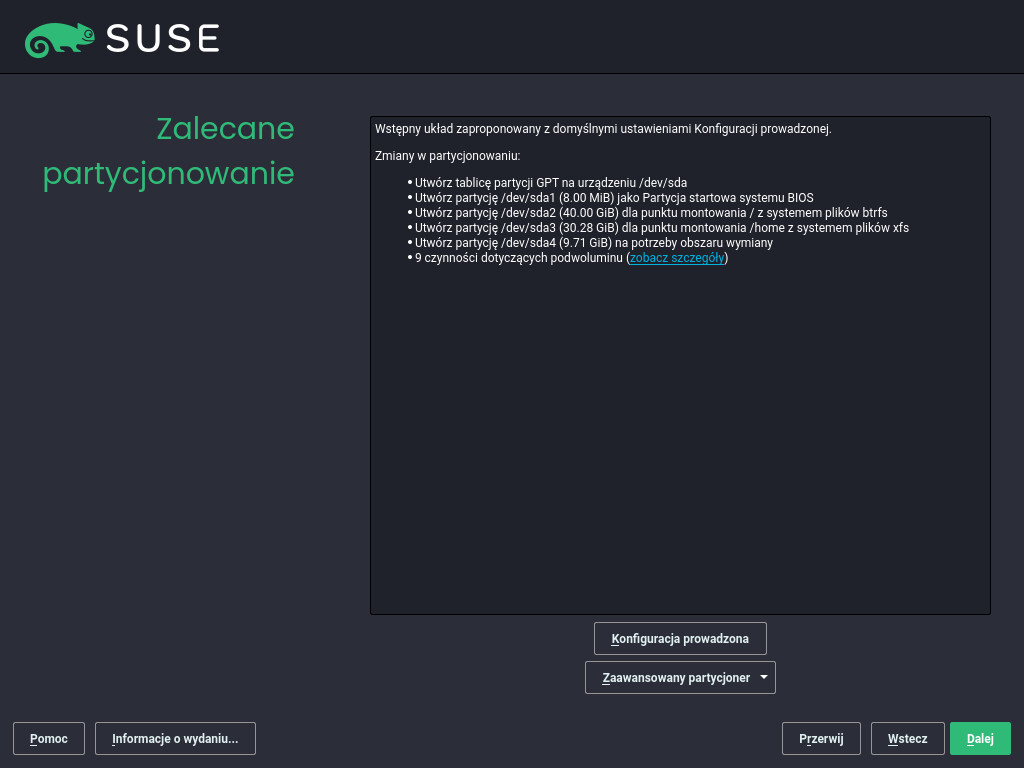 SUSE
Zalecane
partycjonowanie
Wstępny układ zaproponowany z domyślnymi ustawieniami Konfiguracji prowadzonej.
Zmiany w partycjonowaniu:
• Utwórz tablicę partycji GPT na urządzeniu /dev/sda
• Utwórz partycję /dev/sda1 (8.00 MiB) jako Partycja startowa systemu BIOS
• Utwórz partycję /dev/sda2 (40.00 GiB) dla punktu montowania / z systemem plików btrfs
• Utwórz partycję /dev/sda3 (30.28 GiB) dla punktu montowania /home z systemem plików xfs
• Utwórz partycję /dev/sda4 (9.71 GiB) na potrzeby obszaru wymiany
• 9 czynności dotyczących podwoluminu (zobacz szczegóły)
Konfiguracja prowadzona
Zaawansowany partycjoner
Pomoc
Informacje o wydaniu...
Przerwij
Wstecz
Dalej